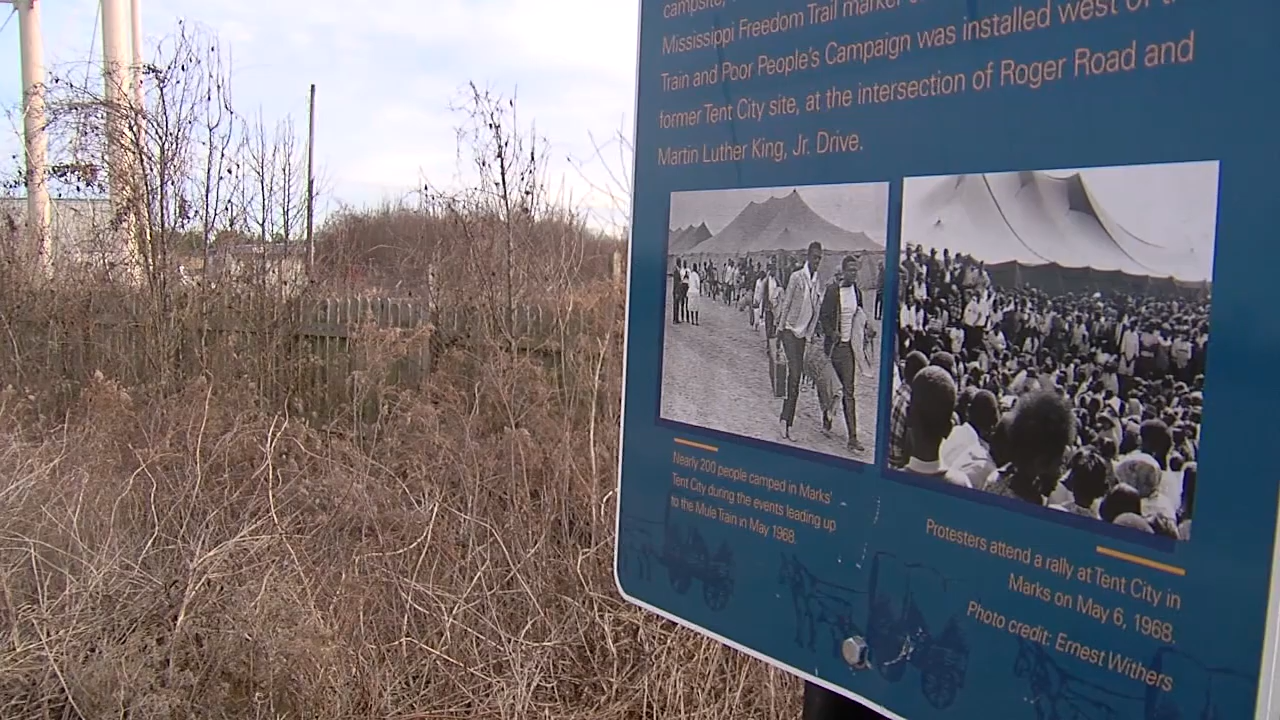 campsite,
Mississippi Freedom Trail marker
Train and Poor People's Campaign was installed west of
former Tent City site, at the intersection of Roger Road and
Martin Luther King, Jr. Drive.
Nearly 200 people camped in Marks'
Tent City during the events leading up
to the Mule Train in May 1968.
Protesters attend a rally at Tent City in
Marks on May 6, 1968.
Photo credit: Ernest Withers